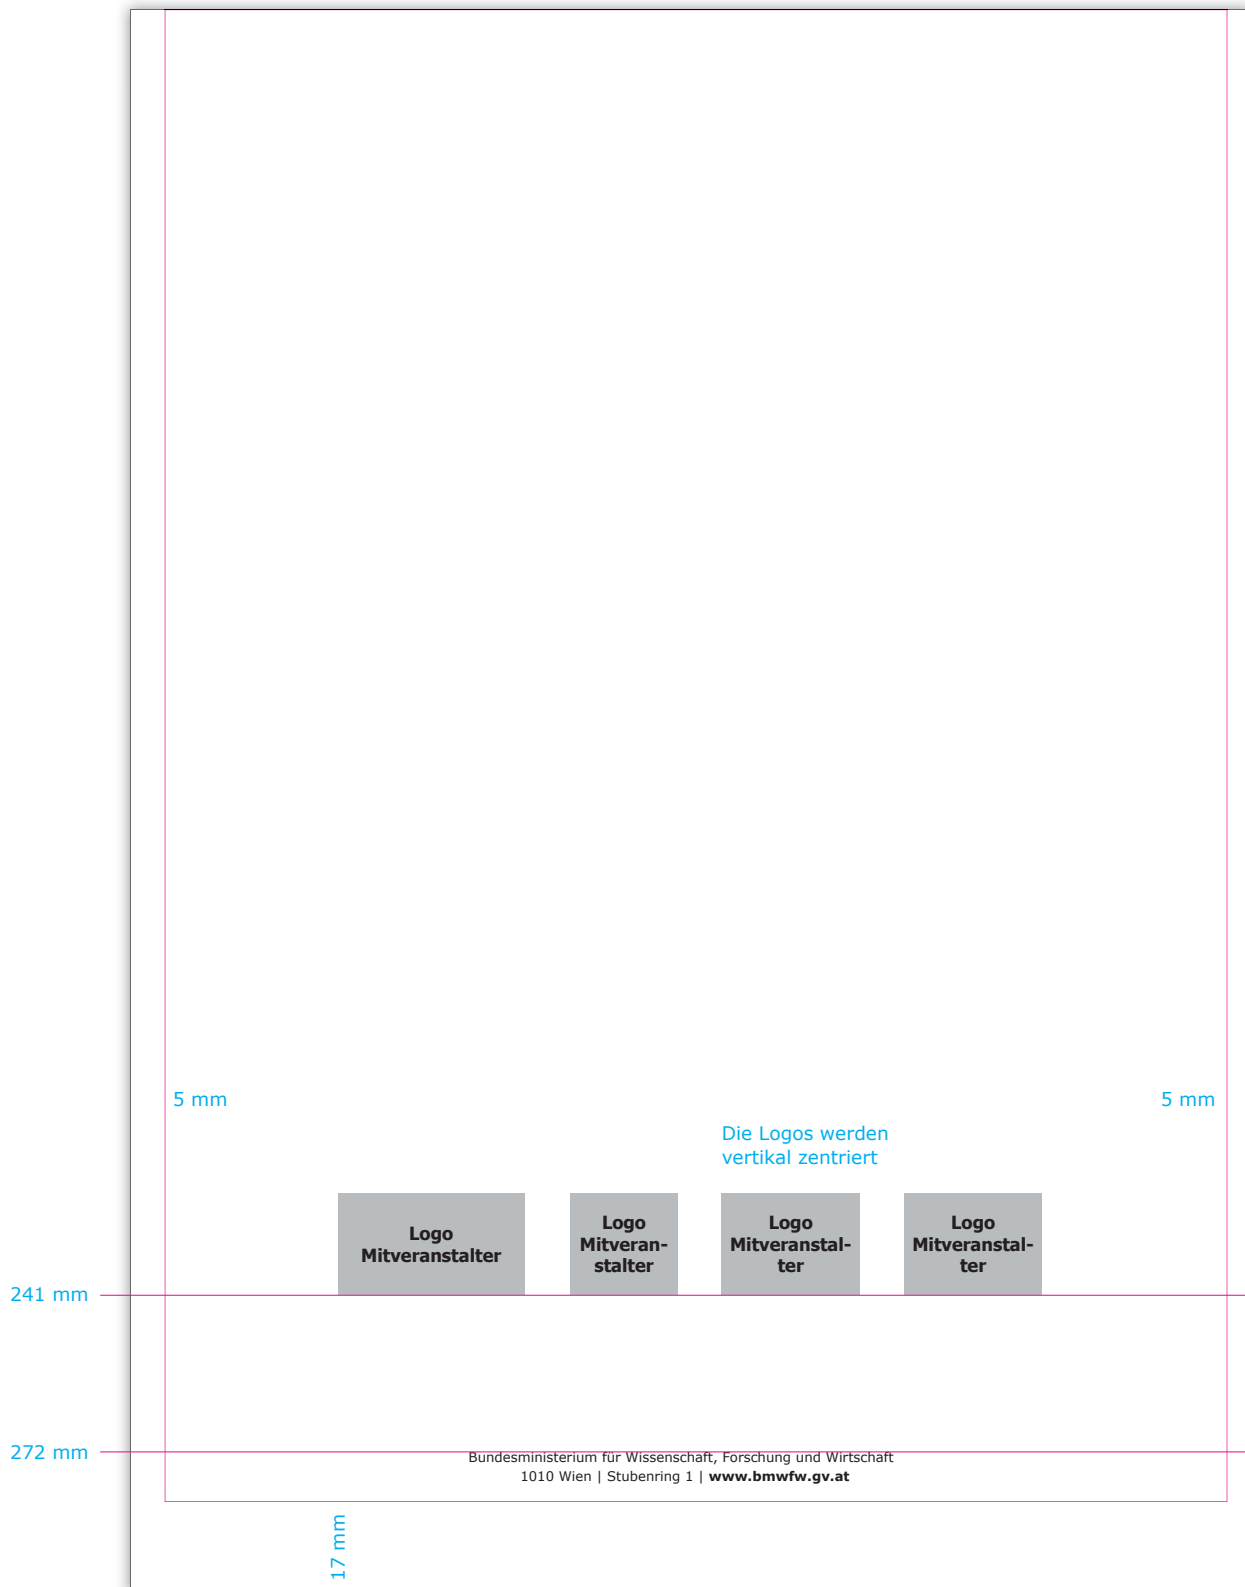 5 mm
5 mm
Die Logos werden
vertikal zentriert
Logo
Mitveranstalter
Logo
Mitveran-
stalter
Logo
Mitveranstal-
ter
Logo
Mitveranstal-
ter
241 mm
272 mm
Bundesministerium für Wissenschaft, Forschung und Wirtschaft
1010 Wien | Stubenring 1 | www.bmwfw.gv.at
17 mm